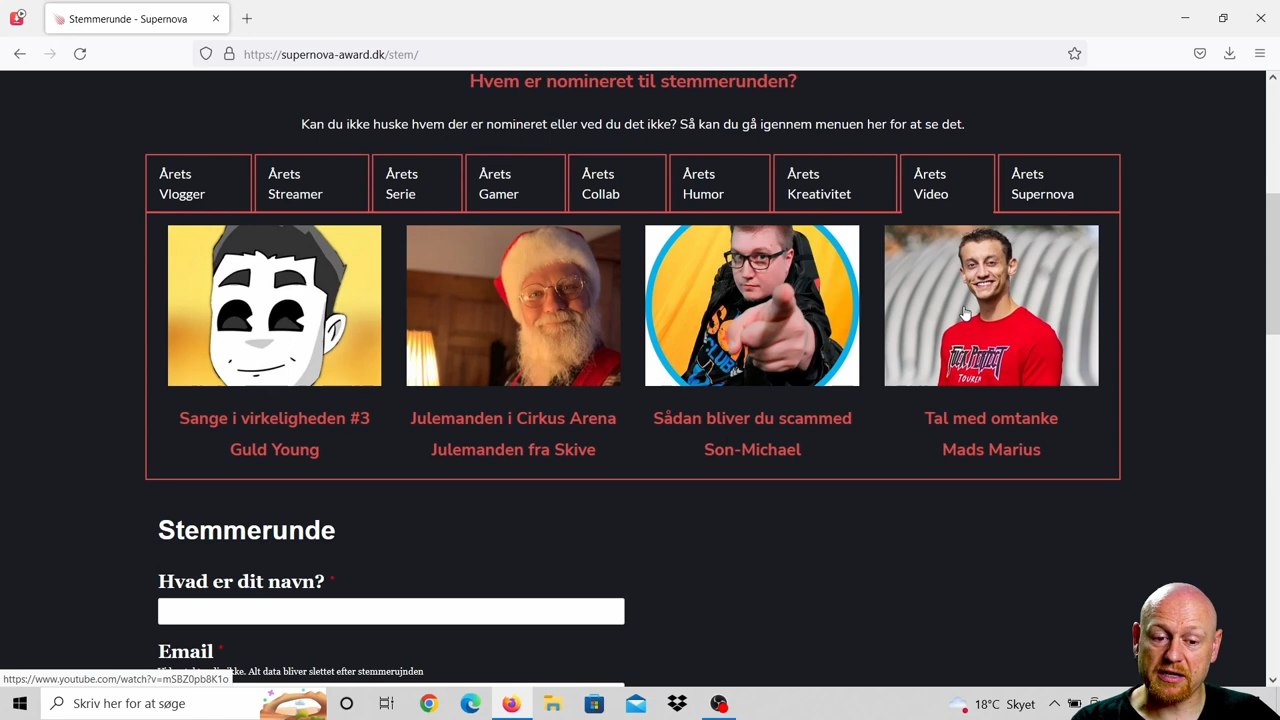 Stemmerunde - Supernova
https://supernova-award.dk/stem/
Hvem er nomineret til stemmerunden?
Kan du ikke huske hvem der er nomineret eller ved du det ikke? Så kan du gå igennem menuen her for at se det.
Årets Vlogger
Årets Streamer
Årets Serie
Årets Gamer
Årets Collab
Årets Humor
Årets Kreativitet
Årets Video
Årets Supernova
CLUB
TOUREN
Sange i virkeligheden #3
Guld Young
Julemanden i Cirkus Arena
Julemanden fra Skive
Sådan bliver du scammed
Son-Michael
Tal med omtanke
Mads Marius
Stemmerunde
Hvad er dit navn? *
Email *
Alt data bliver slettet efter stemmerujnden
https://www.youtube.com/watch?v=mSBZ0pb8K1o
Skriv her for at søge
18°C Skyet